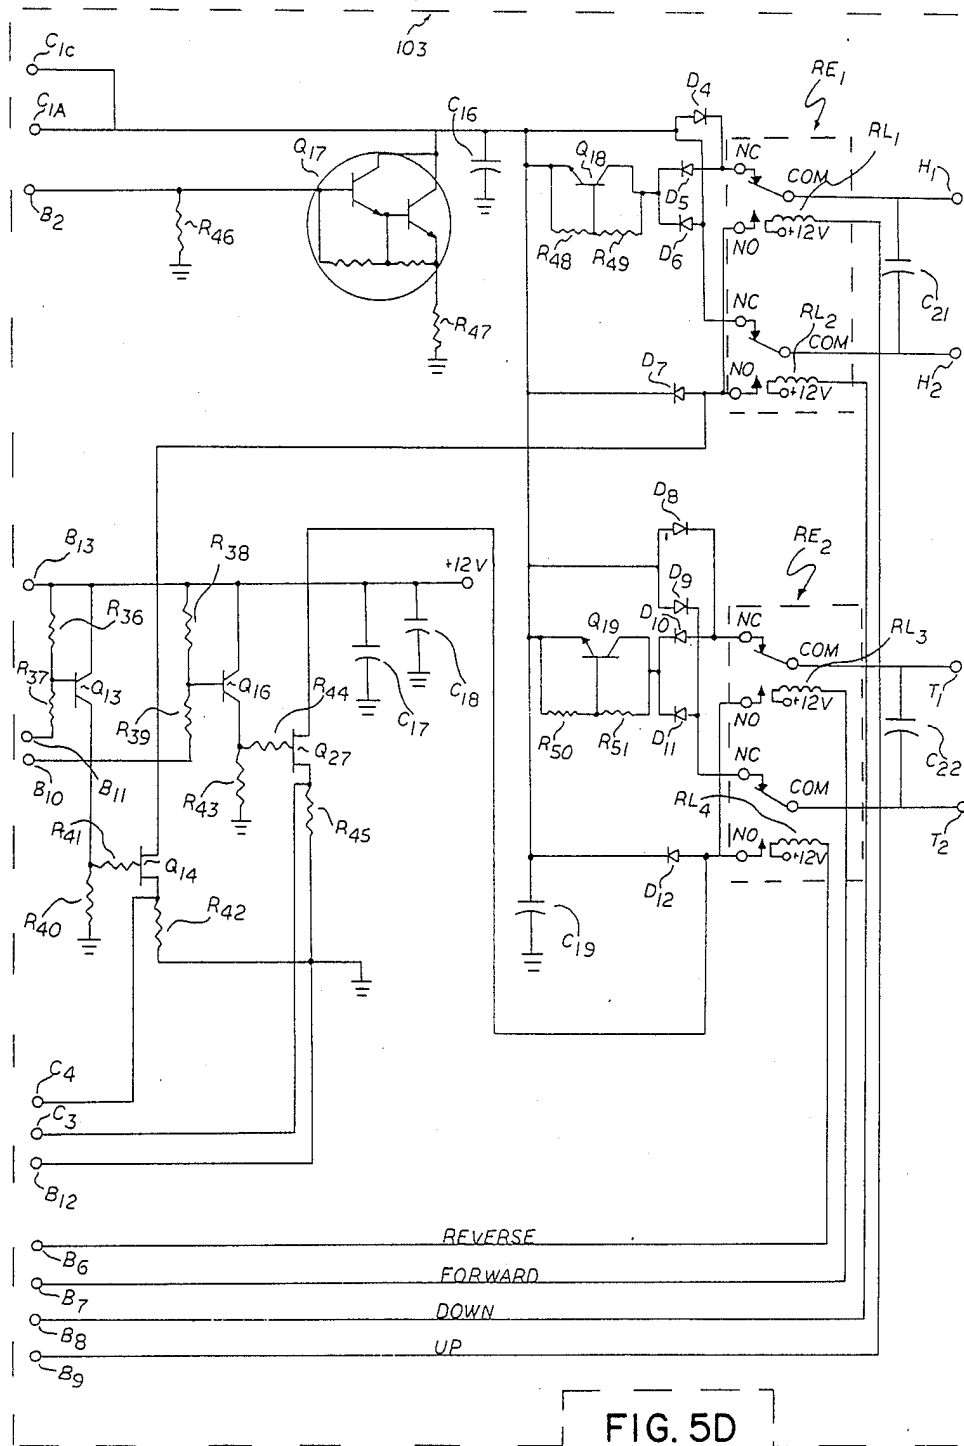 103
C1c
C1A
B2
Q17
C16
R46
R47
Q18
R48
R49
D4
D5
D6
D7
NC
COM
NO
+12V
NC
COM
NO
+12V
RE1
RL1
RL2
H1
C21
H2
B13
R36
R37
Q13
R38
R39
Q16
R44
Q27
R43
R45
+12V
C17
C18
B11
B10
R41
Q14
R40
R42
D8
D9
D10
D11
Q19
R50
R51
D12
C19
NC
COM
NO
+12V
NC
COM
NO
+12V
RE2
RL3
RL4
T1
C22
T2
C4
C3
B12
REVERSE
B6
FORWARD
B7
DOWN
B8
UP
B9
FIG. 5D